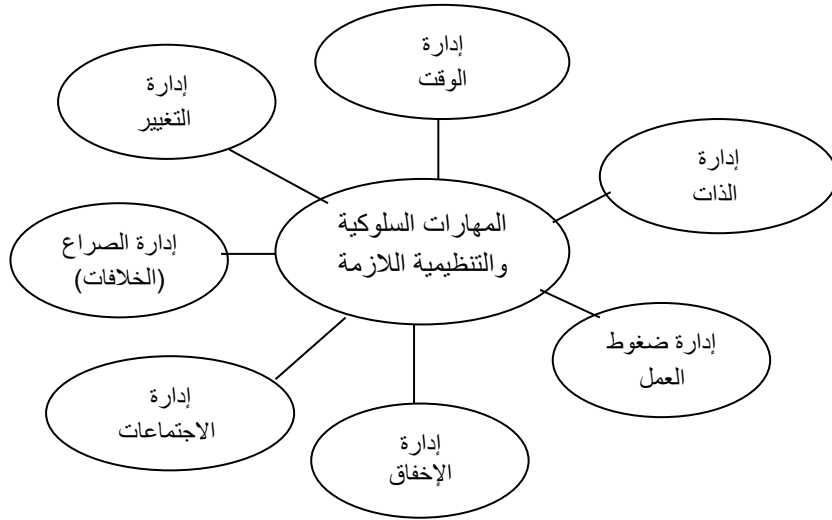 إدارة
الوقت
إدارة
التغيير
إدارة
الذات
المهارات السلوكية
والتنظيمية اللازمة
إدارة الصراع
(الخلافات)
إدارة ضغوط
العمل
إدارة
الاجتماعات
إدارة
الإخفاق